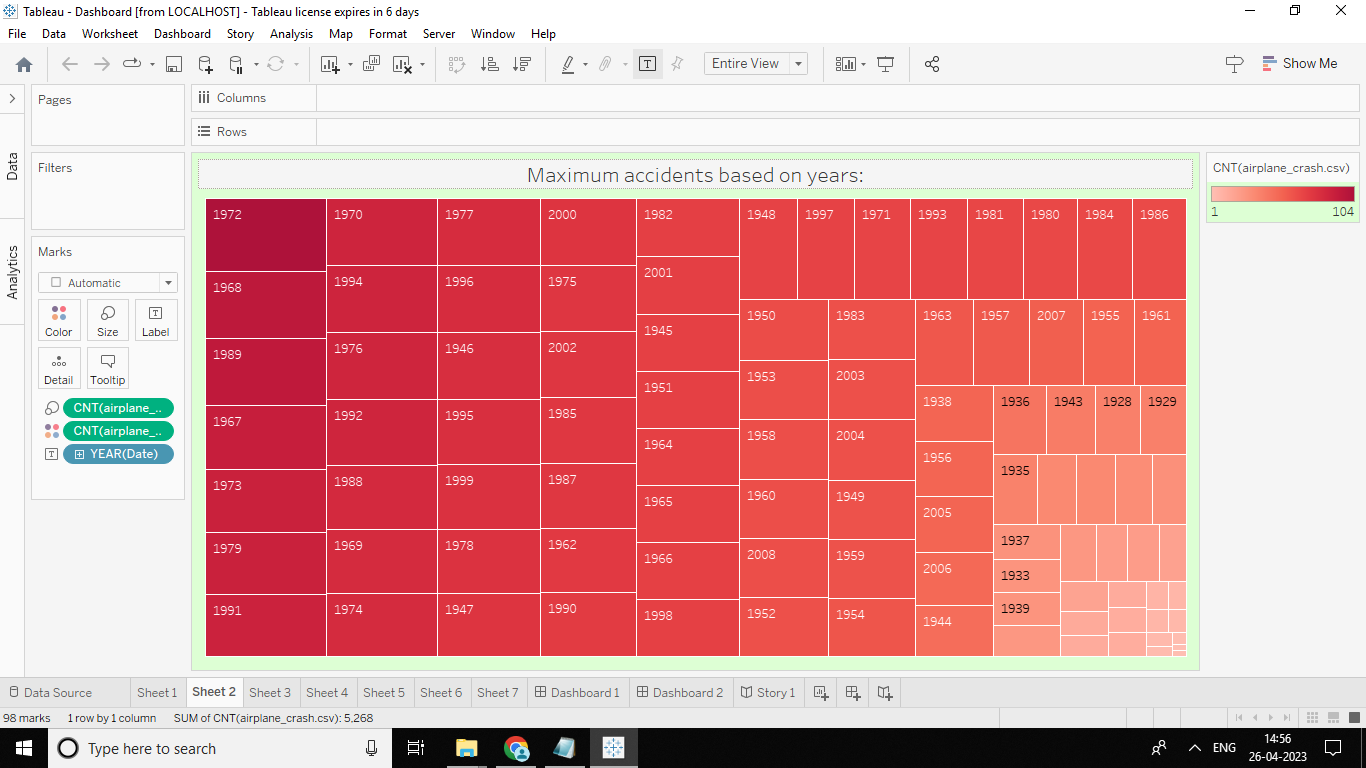 Tableau - Dashboard [from LOCALHOST] - Tableau license expires in 6 days
File Data Worksheet Dashboard Story Analysis Map Format Server Window Help
Entire View
Show Me
Data
Analytics
Pages
Filters
Marks
Automatic
Color Size Label
Detail Tooltip
CNT(airplane_..
CNT(airplane_..
YEAR(Date)
Columns
Rows
Maximum accidents based on years:
1972
1968
1989
1967
1973
1979
1991
1970
1994
1976
1992
1988
1969
1974
1977
1996
1946
1995
1999
1978
1947
2000
1975
2002
1985
1987
1962
1990
1982
2001
1945
1951
1964
1965
1966
1998
1948 1997 1971 1993 1981 1980 1984 1986
1950
1953
1958
1960
2008
1952
1983
2003
2004
1949
1959
1954
1963 1957 2007 1955 1961
1938
1956
2005
2006
1944
1936 1943 1928 1929
1935
1937
1933
1939
CNT(airplane_crash.csv)
1 104
Data Source Sheet 1 Sheet 2 Sheet 3 Sheet 4 Sheet 5 Sheet 6 Sheet 7 Dashboard 1 Dashboard 2 Story 1
98 marks 1 row by 1 column SUM of CNT(airplane_crash.csv): 5,268
Type here to search
ENG
14:56
26-04-2023